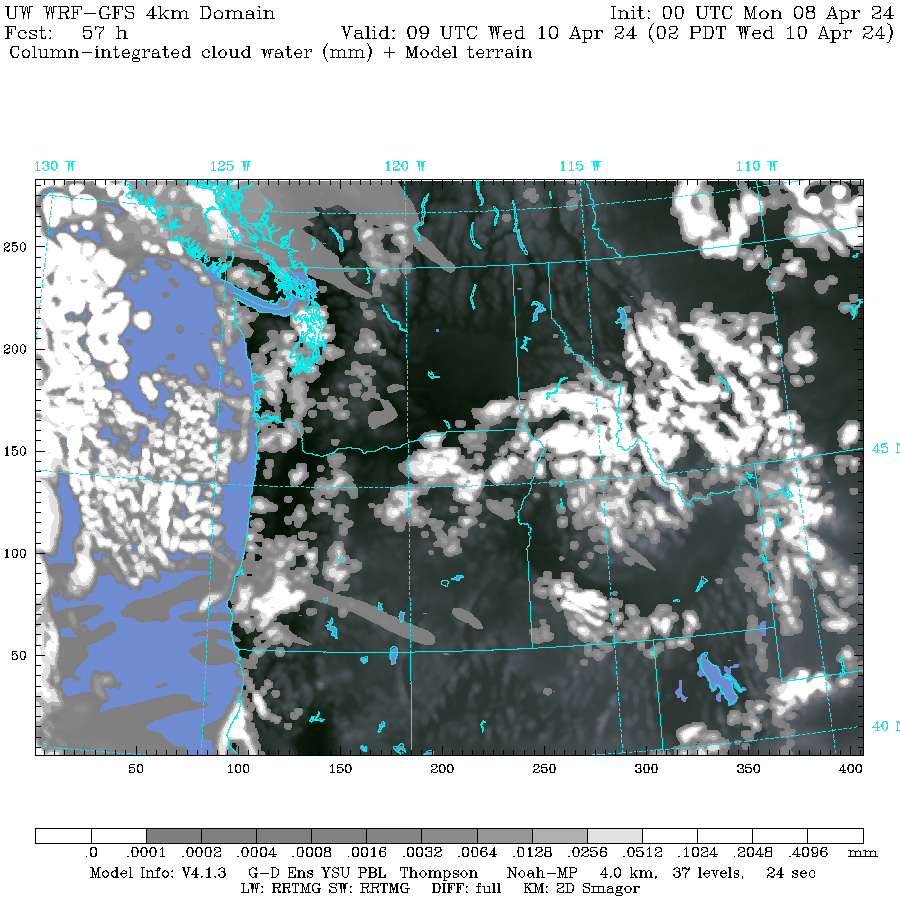 UW WRF-GFS 4km Domain Init: 00 UTC Mon 08 Apr 24
Fcst: 57 h Valid: 09 UTC Wed 10 Apr 24 (02 PDT Wed 10 Apr 24)
Column-integrated cloud water (mm) + Model terrain
130 W 125 W 120 W 115 W 110 W
250
200
150
45 N
100
50
40 N
50 100 150 200 250 300 350 400
.0 .0001 .0002 .0004 .0008 .0016 .0032 .0064 .0128 .0256 .0512 .1024 .2048 .4096 mm
Model Info: V4.1.3 G-D Ens YSU PBL Thompson Noah-MP 4.0 km, 37 levels, 24 sec
LW: RRTMG SW: RRTMG DIFF: full KM: 2D Smagor